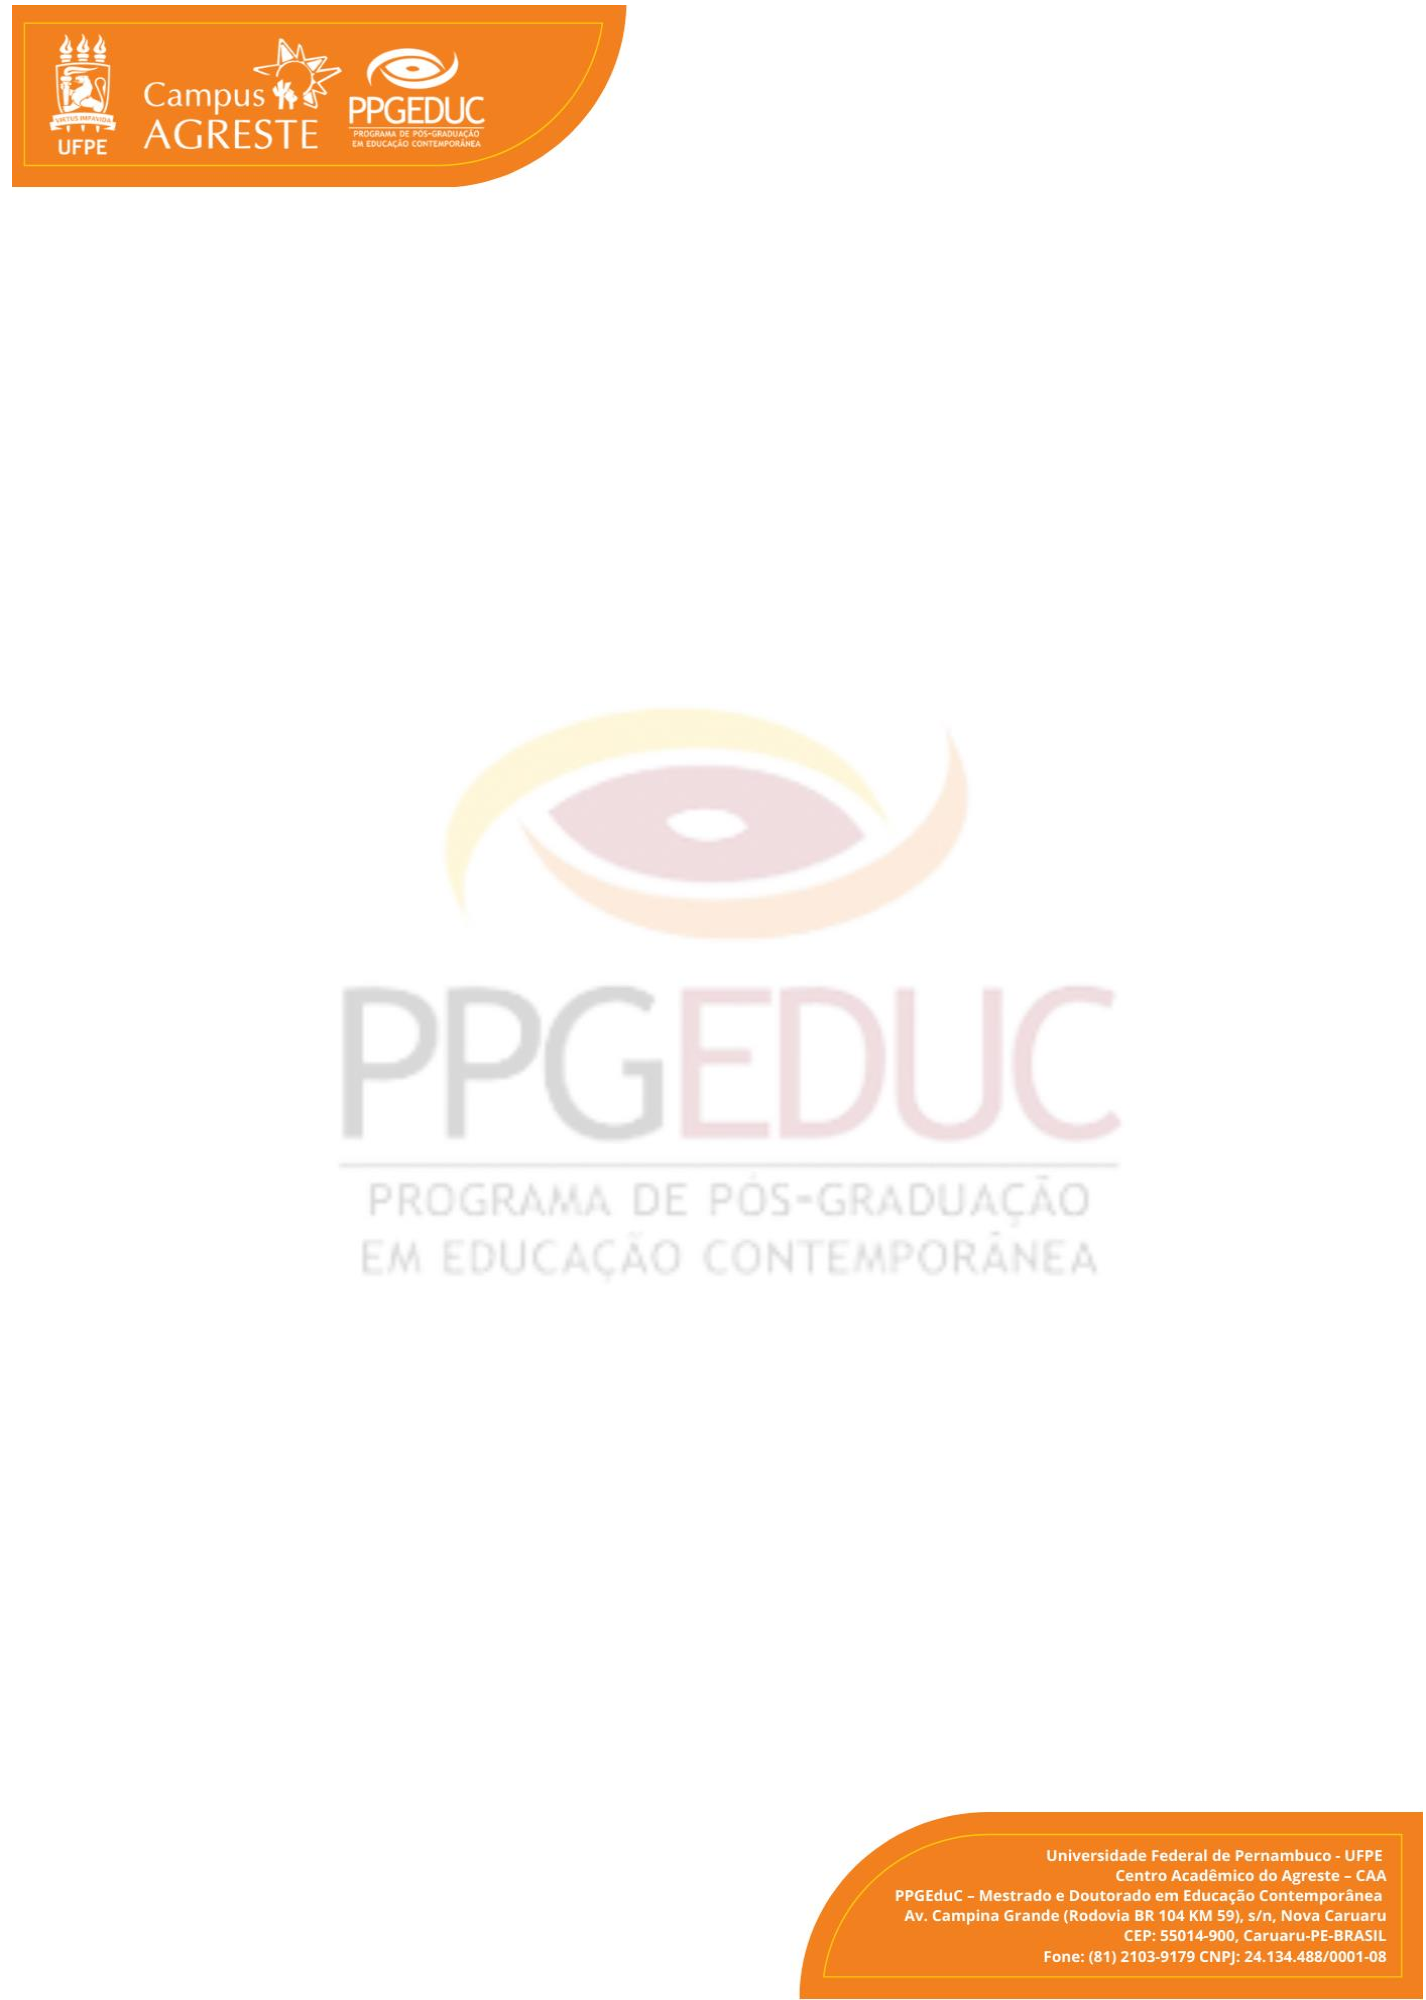 VIRTUS IMPAVIDA
UFPE
Campus
AGRESTE
PPGEDUC
PROGRAMA DE PÓS-GRADUAÇÃO
EM EDUCAÇÃO CONTEMPORÂNEA
PPGEDUC
PROGRAMA DE PÓS-GRADUAÇÃO
EM EDUCAÇÃO CONTEMPORÂNEA
Universidade Federal de Pernambuco - UFPE
Centro Acadêmico do Agreste – CAA
PPGEduC – Mestrado e Doutorado em Educação Contemporânea
Av. Campina Grande (Rodovia BR 104 KM 59), s/n, Nova Caruaru
CEP: 55014-900, Caruaru-PE-BRASIL
Fone: (81) 2103-9179 CNPJ: 24.134.488/0001-08